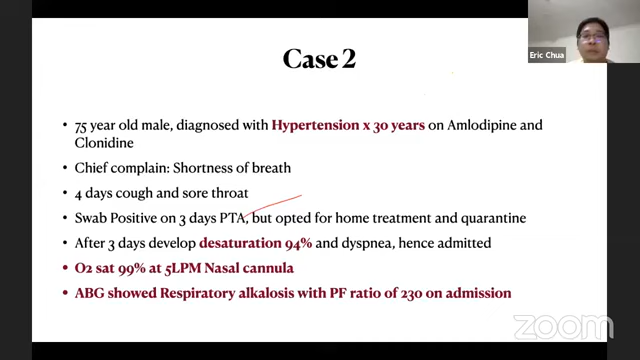 Case 2
Eric Chua
• 75 year old male, diagnosed with Hypertension x 30 years on Amlodipine and
Clonidine
• Chief complain: Shortness of breath
• 4 days cough and sore throat
• Swab Positive on 3 days PTA, but opted for home treatment and quarantine
• After 3 days develop desaturation 94% and dyspnea, hence admitted
• O2 sat 99% at 5LPM Nasal cannula
• ABG showed Respiratory alkalosis with PF ratio of 230 on admission
zoom